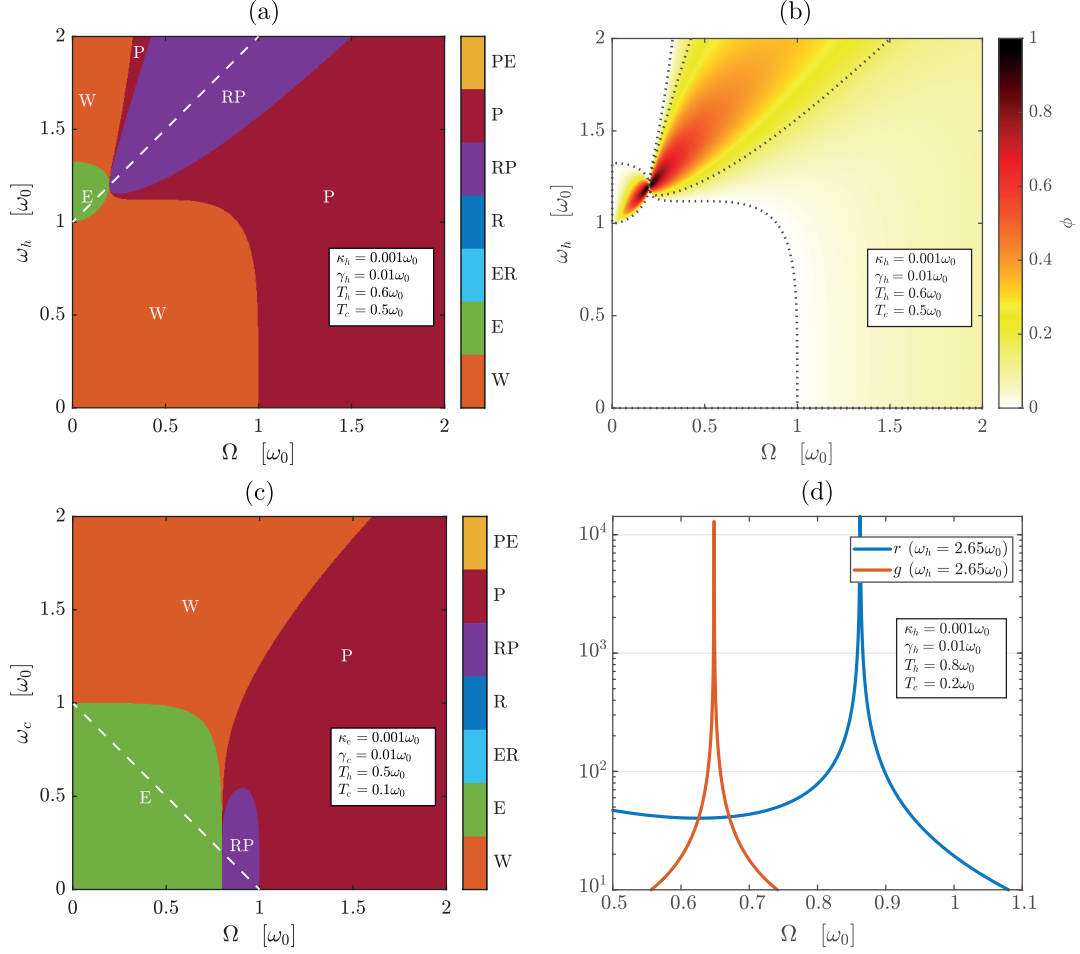 (a)
2
1.5
1
0.5
0
0
0.5
1
1.5
2
ω_h [ω_0]
Ω [ω_0]
W
P
RP
E
P
W
κ_h = 0.001ω_0
γ_h = 0.01ω_0
T_h = 0.6ω_0
T_c = 0.5ω_0
PE
P
RP
R
ER
E
W
(b)
2
1.5
1
0.5
0
0
0.5
1
1.5
2
ω_h [ω_0]
Ω [ω_0]
κ_h = 0.001ω_0
γ_h = 0.01ω_0
T_h = 0.6ω_0
T_c = 0.5ω_0
1
0.8
0.6
0.4
0.2
0
ϕ
(c)
2
1.5
1
0.5
0
0
0.5
1
1.5
2
ω_c [ω_0]
Ω [ω_0]
W
P
E
RP
κ_c = 0.001ω_0
γ_c = 0.01ω_0
T_h = 0.5ω_0
T_c = 0.1ω_0
PE
P
RP
R
ER
E
W
(d)
10^4
10^3
10^2
10^1
0.5
0.6
0.7
0.8
0.9
1
1.1
Ω [ω_0]
r (ω_h = 2.65ω_0)
g (ω_h = 2.65ω_0)
κ_h = 0.001ω_0
γ_h = 0.01ω_0
T_h = 0.8ω_0
T_c = 0.2ω_0